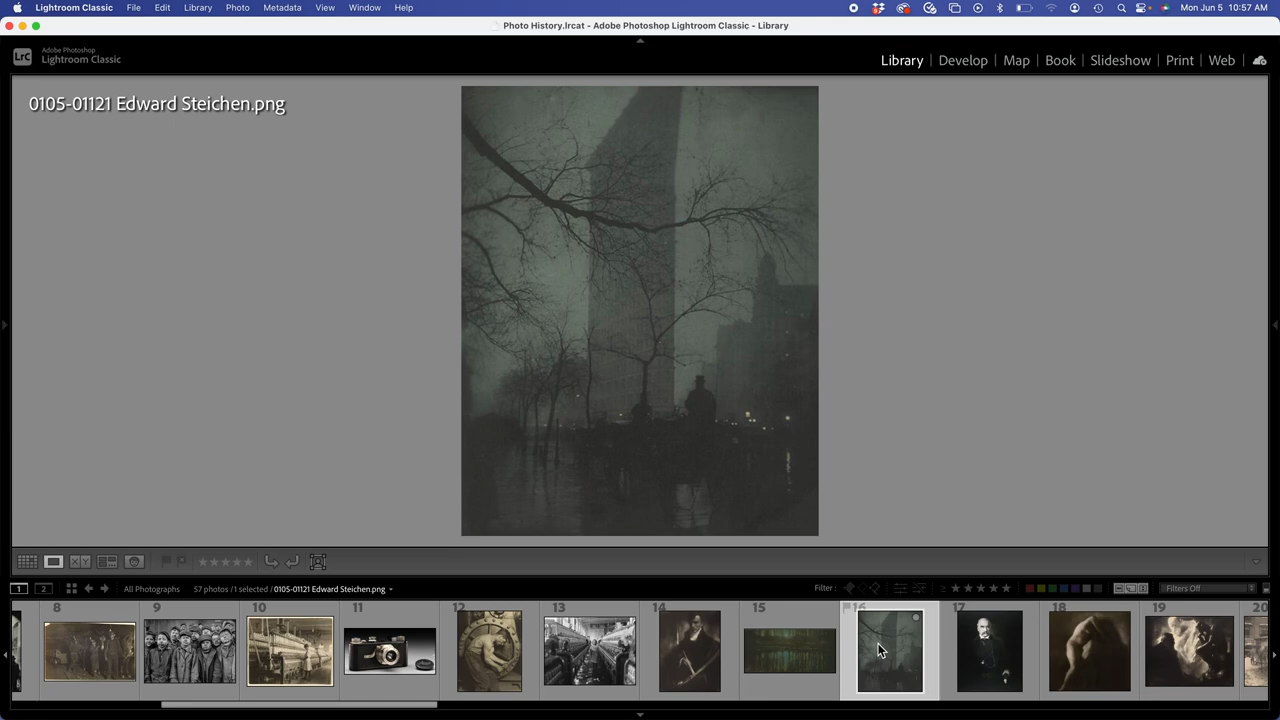 Lightroom Classic File Edit Library Photo Metadata View Window Help Mon Jun 5 10:57 AM
Photo History.lrcat - Adobe Photoshop Lightroom Classic - Library
LrC Adobe Photoshop
Lightroom Classic
Library | Develop | Map | Book | Slideshow | Print | Web
0105-01121 Edward Steichen.png
XY
1 2 All Photographs 57 photos / 1 selected / 0105-01121 Edward Steichen.png Filter : Filters Off
8 9 10 11 12 13 14 15 16 17 18 19 20